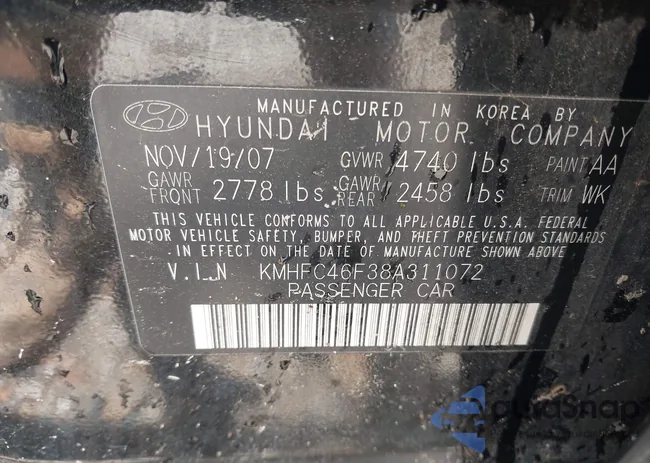 MANUFACTURED IN KOREA BY
HYUNDAI MOTOR COMPANY
NOV/19/07 GVWR 4740 lbs PAINT AA
GAWR FRONT 2778 lbs GAWR REAR 2458 lbs TRIM WK
THIS VEHICLE CONFORMS TO ALL APPLICABLE U.S.A. FEDERAL
MOTOR VEHICLE SAFETY, BUMPER, AND THEFT PREVENTION STANDARDS
IN EFFECT ON THE DATE OF MANUFACTURE SHOWN ABOVE.
V.I.N KMHFC46F38A311072
PASSENGER CAR
autoSnap